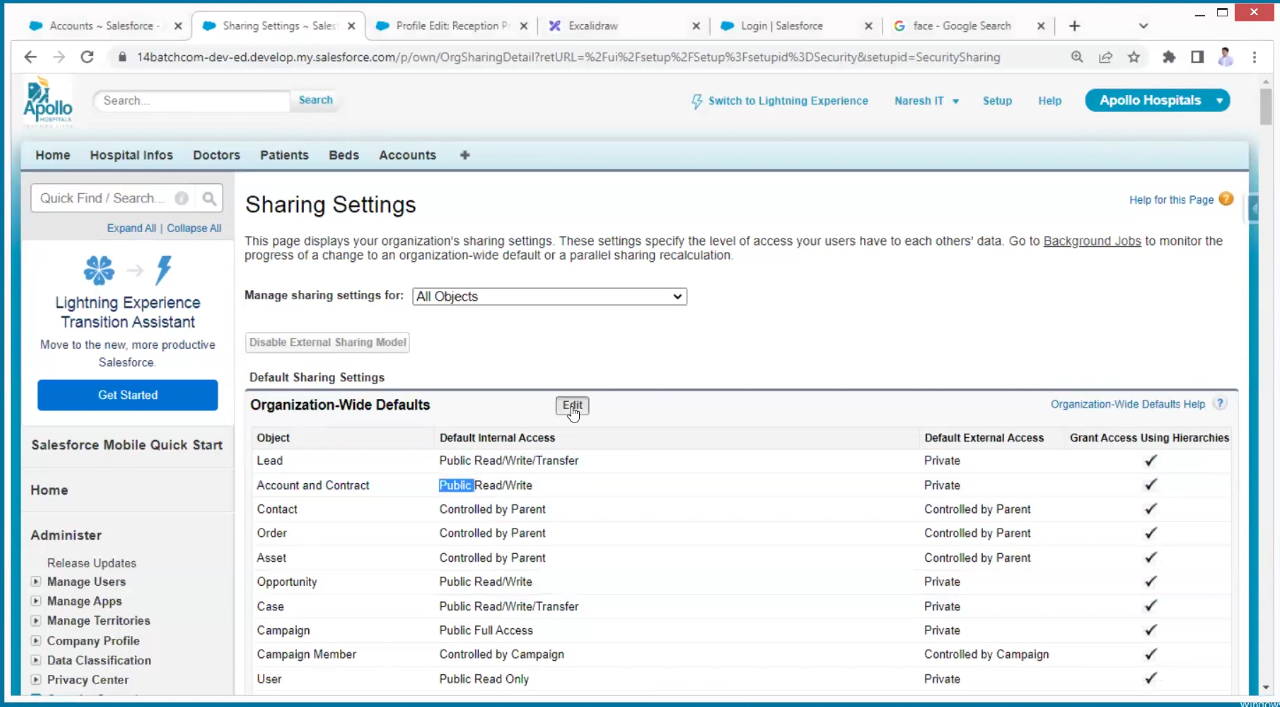 Accounts ~ Salesforce -
Sharing Settings ~ Sales
Profile Edit: Reception P
Excalidraw
Login | Salesforce
face - Google Search
14batchcom-dev-ed.develop.my.salesforce.com/p/own/OrgSharingDetail?retURL=%2Fui%2Fsetup%2FSetup%3Fsetupid%3DSecurity&setupid=SecuritySharing
Apollo
HOSPITALS
Search...
Search
Switch to Lightning Experience
Naresh IT
Setup
Help
Apollo Hospitals
Home
Hospital Infos
Doctors
Patients
Beds
Accounts
Quick Find / Search...
Expand All | Collapse All
Lightning Experience
Transition Assistant
Move to the new, more productive
Salesforce.
Get Started
Salesforce Mobile Quick Start
Home
Administer
Release Updates
Manage Users
Manage Apps
Manage Territories
Company Profile
Data Classification
Privacy Center
Sharing Settings
Help for this Page
This page displays your organization's sharing settings. These settings specify the level of access your users have to each others' data. Go to Background Jobs to monitor the
progress of a change to an organization-wide default or a parallel sharing recalculation.
Manage sharing settings for: All Objects
Disable External Sharing Model
Default Sharing Settings
Organization-Wide Defaults
Edit
Organization-Wide Defaults Help ?
Object Default Internal Access Default External Access Grant Access Using Hierarchies
Lead Public Read/Write/Transfer Private
Account and Contract Public Read/Write Private
Contact Controlled by Parent Controlled by Parent
Order Controlled by Parent Controlled by Parent
Asset Controlled by Parent Controlled by Parent
Opportunity Public Read/Write Private
Case Public Read/Write/Transfer Private
Campaign Public Full Access Private
Campaign Member Controlled by Campaign Controlled by Campaign
User Public Read Only Private